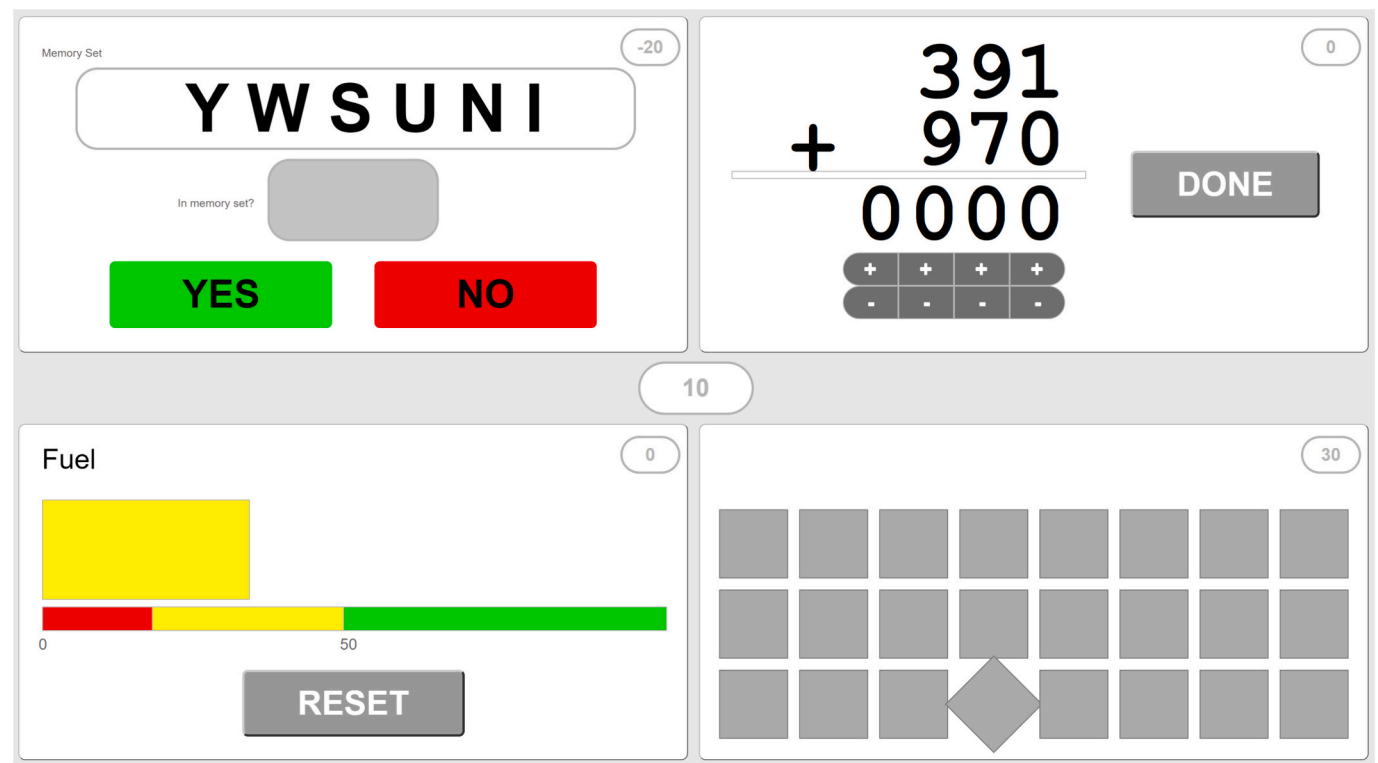 Memory Set
-20
Y W S U N I
In memory set?
YES NO
0
391
+ 970
0000
DONE
+ + + +
- - - -
10
Fuel
0
0 50
RESET
30